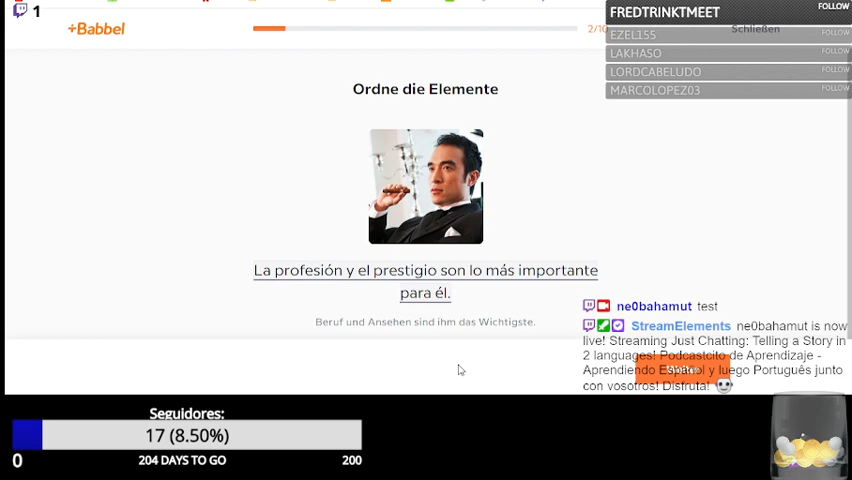 1
+Babbel
2/10
Schließen
FREDTRINKTMEET FOLLOW
EZEL155 FOLLOW
LAKHASO FOLLOW
LORDCABELUDO FOLLOW
MARCOLOPEZ03 FOLLOW
Ordne die Elemente
La profesión y el prestigio son lo más importante
para él.
Beruf und Ansehen sind ihm das Wichtigste.
ne0bahamut test
StreamElements ne0bahamut is now
live! Streaming Just Chatting: Telling a Story in
2 languages! Podcastcito de Aprendizaje -
Aprendiendo Español y luego Português junto
con vosotros! Disfruta!
Seguidores:
17 (8.50%)
0 204 DAYS TO GO 200